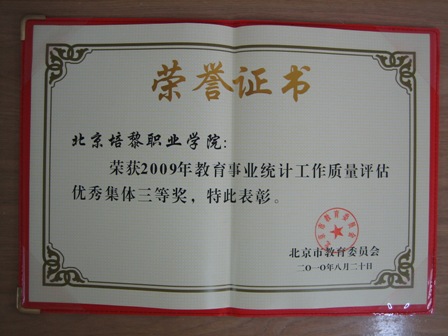 荣誉证书
北京培黎职业学院：
荣获2009年教育事业统计工作质量评估
优秀集体三等奖，特此表彰。
北京市教育委员会
二〇一〇年八月二十日